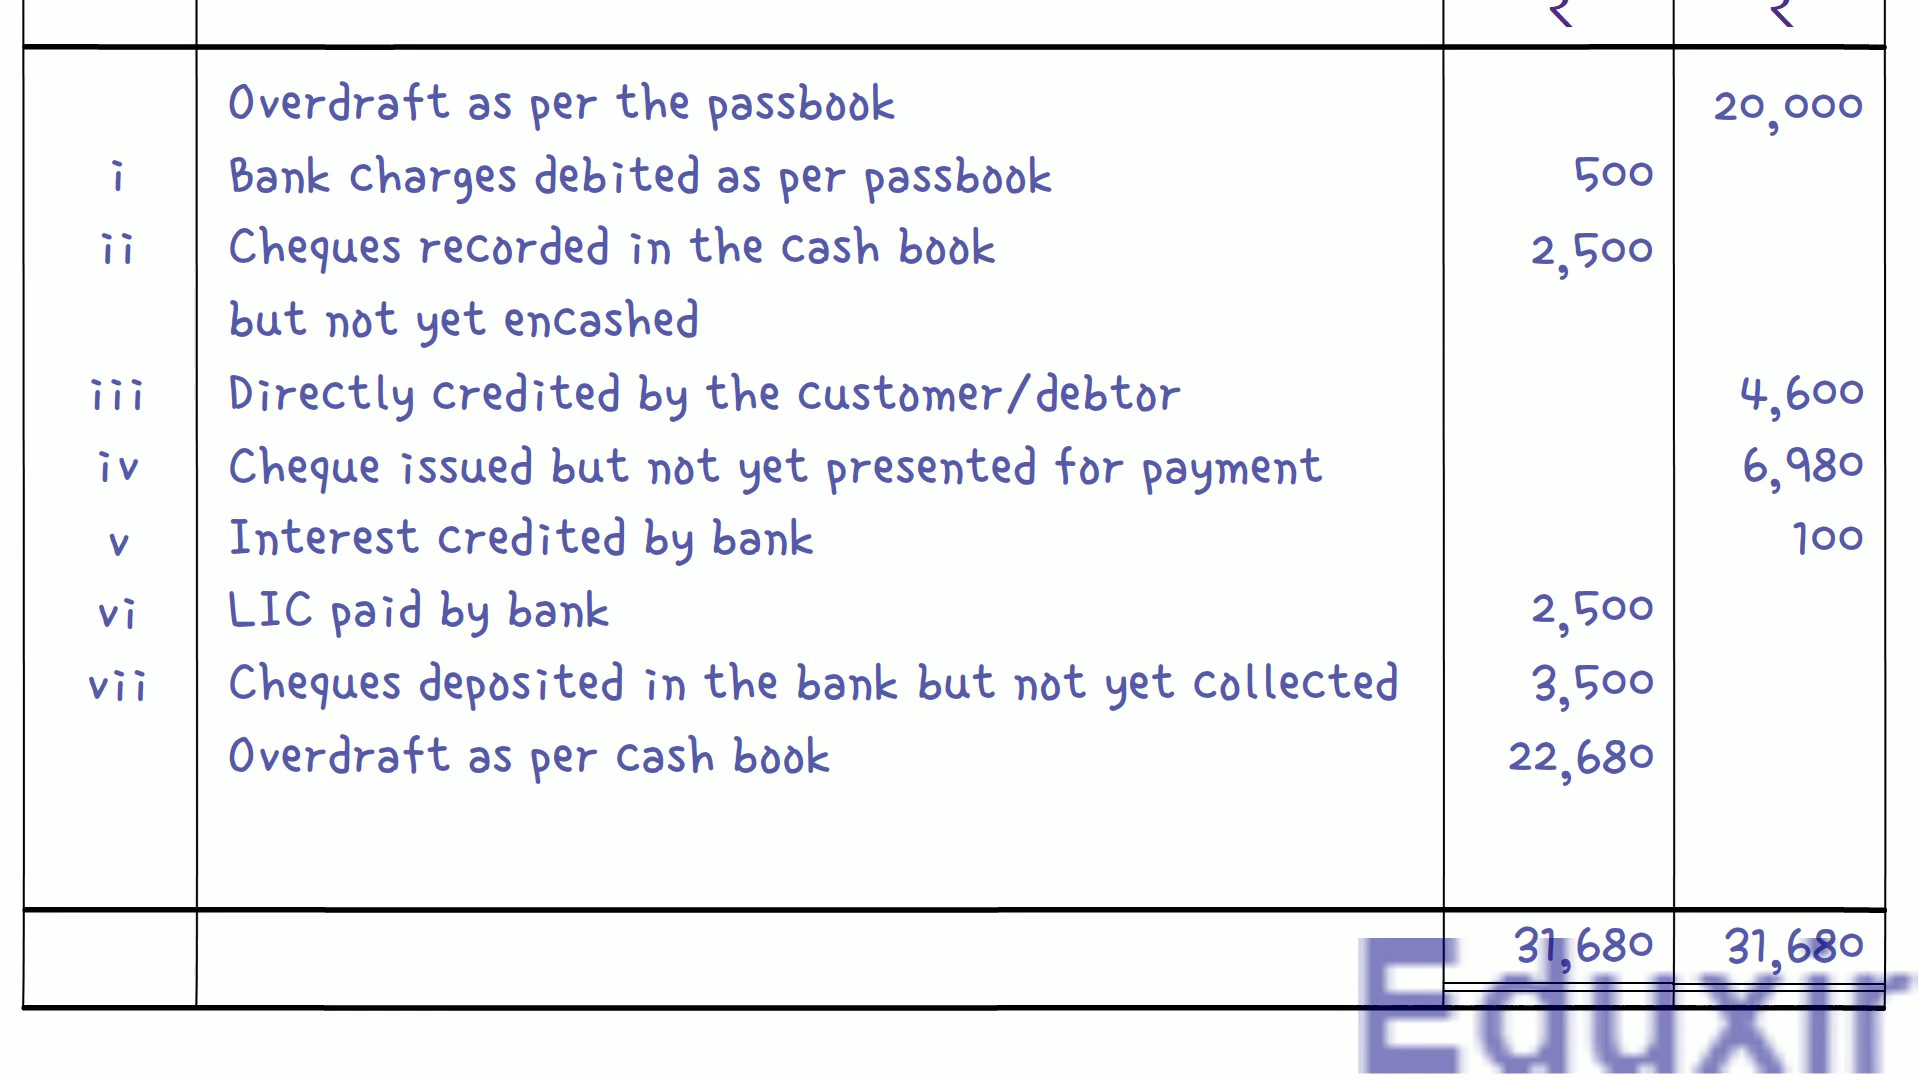 ₹ ₹
Overdraft as per the passbook 20,000
i Bank charges debited as per passbook 500
ii Cheques recorded in the cash book 2,500
but not yet encashed
iii Directly credited by the customer/debtor 4,600
iv Cheque issued but not yet presented for payment 6,980
v Interest credited by bank 100
vi LIC paid by bank 2,500
vii Cheques deposited in the bank but not yet collected 3,500
Overdraft as per cash book 22,680
31,680 31,680